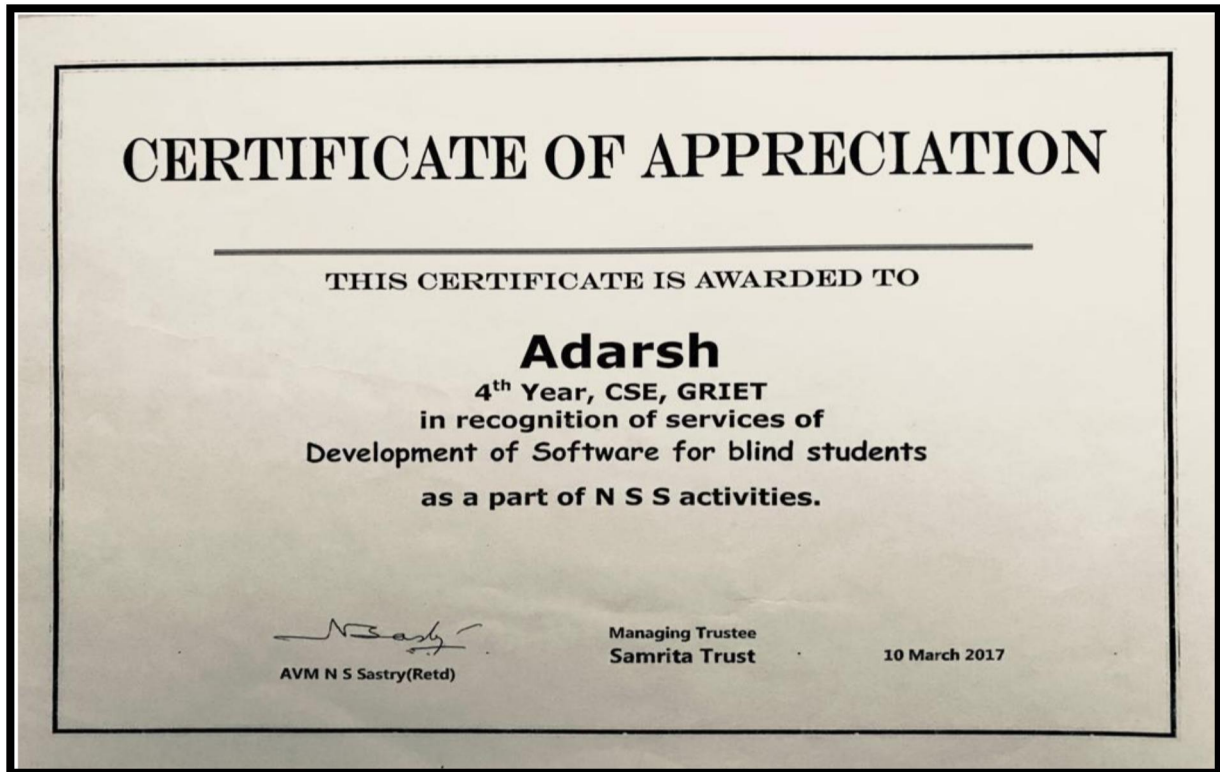 CERTIFICATE OF APPRECIATION
THIS CERTIFICATE IS AWARDED TO
Adarsh
4th Year, CSE, GRIET
in recognition of services of
Development of Software for blind students
as a part of N S S activities.
NSasty
AVM N S Sastry(Retd)
Managing Trustee
Samrita Trust
10 March 2017